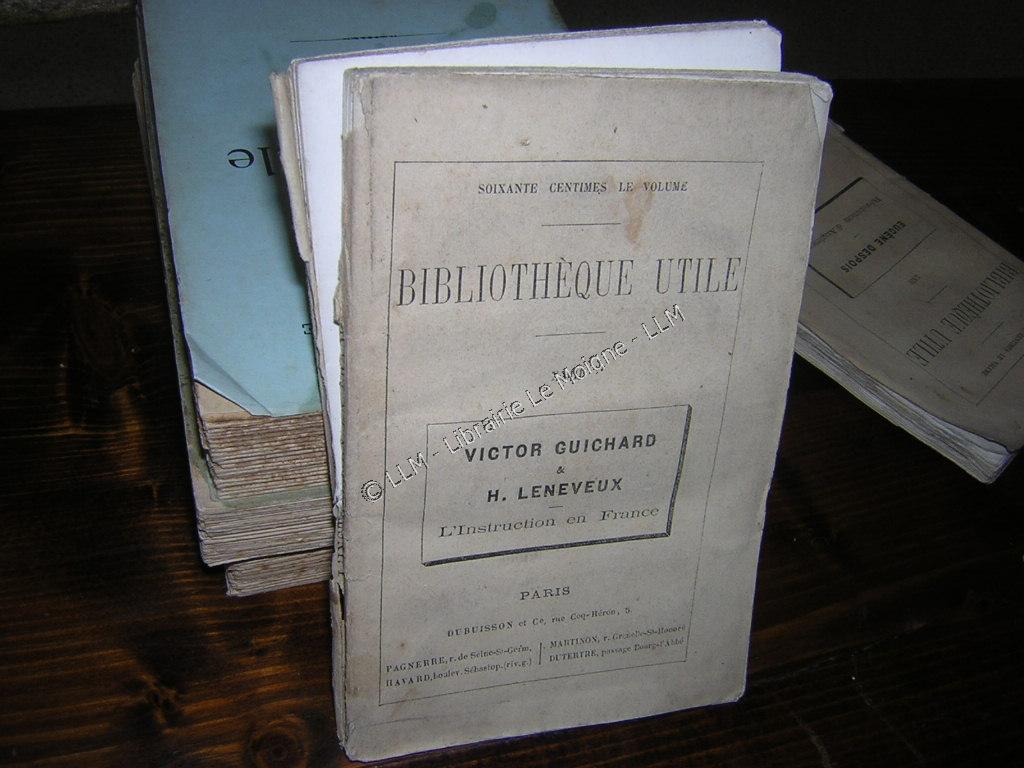 SOIXANTE CENTIMES LE VOLUME
BIBLIOTHÈQUE UTILE
VICTOR GUICHARD
&
H. LENEVEUX
L'Instruction en France
PARIS
DUBUISSON et Ce, rue Coq-Héron, 5
PAGNERRE, r. de Seine-St-Germ.
HAVARD, boulev. Sébastop. (riv. g.)
MARTINON, r. Grenelle-St-Honoré
DUTERTRE, passage Bourg-l'Abbé
© LLM - Librairie Le Moigne - LLM
BIBLIOTHÈQUE UTILE
EUGÈNE DESPOIS